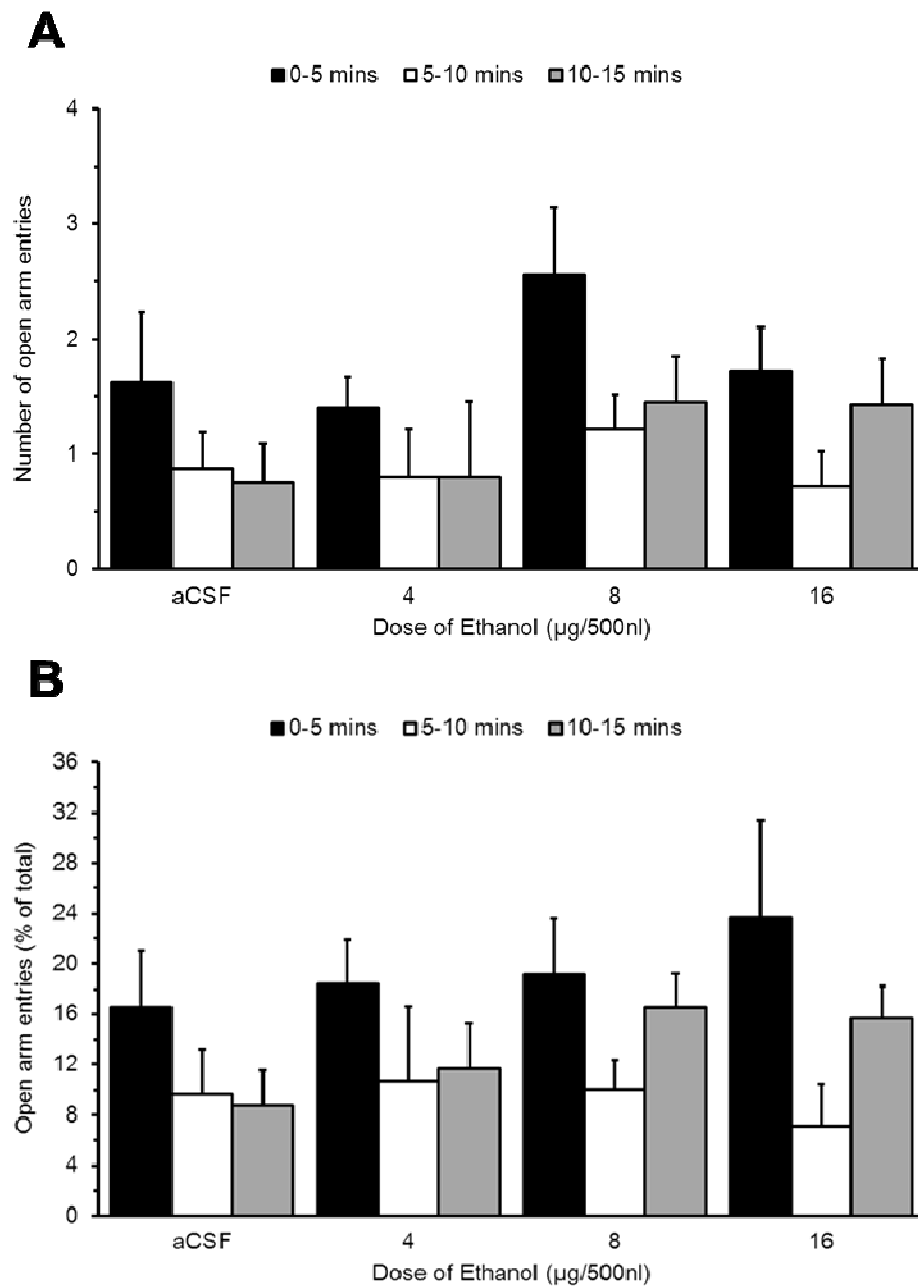 A
0-5 mins 5-10 mins 10-15 mins
4
3
2
1
0
Number of open arm entries
aCSF 4 8 16
Dose of Ethanol (µg/500nl)
B
0-5 mins 5-10 mins 10-15 mins
36
32
28
24
20
16
12
8
4
0
Open arm entries (% of total)
aCSF 4 8 16
Dose of Ethanol (µg/500nl)